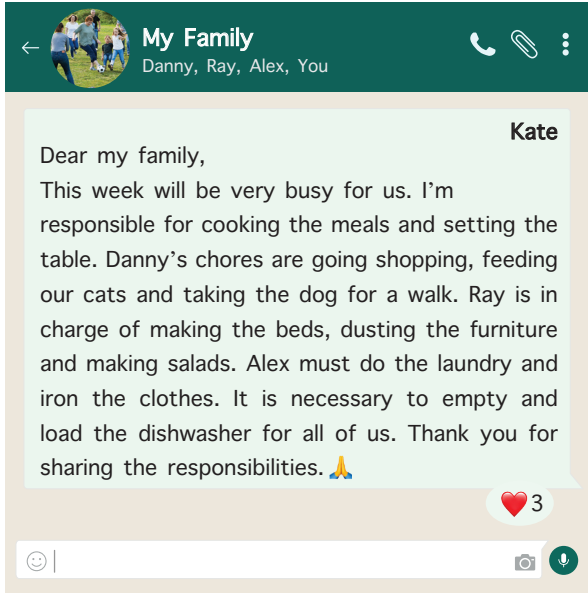 My Family
Danny, Ray, Alex, You
Kate
Dear my family,
This week will be very busy for us. I’m
responsible for cooking the meals and setting the
table. Danny’s chores are going shopping, feeding
our cats and taking the dog for a walk. Ray is in
charge of making the beds, dusting the furniture
and making salads. Alex must do the laundry and
iron the clothes. It is necessary to empty and
load the dishwasher for all of us. Thank you for
sharing the responsibilities. 🙏
❤️ 3